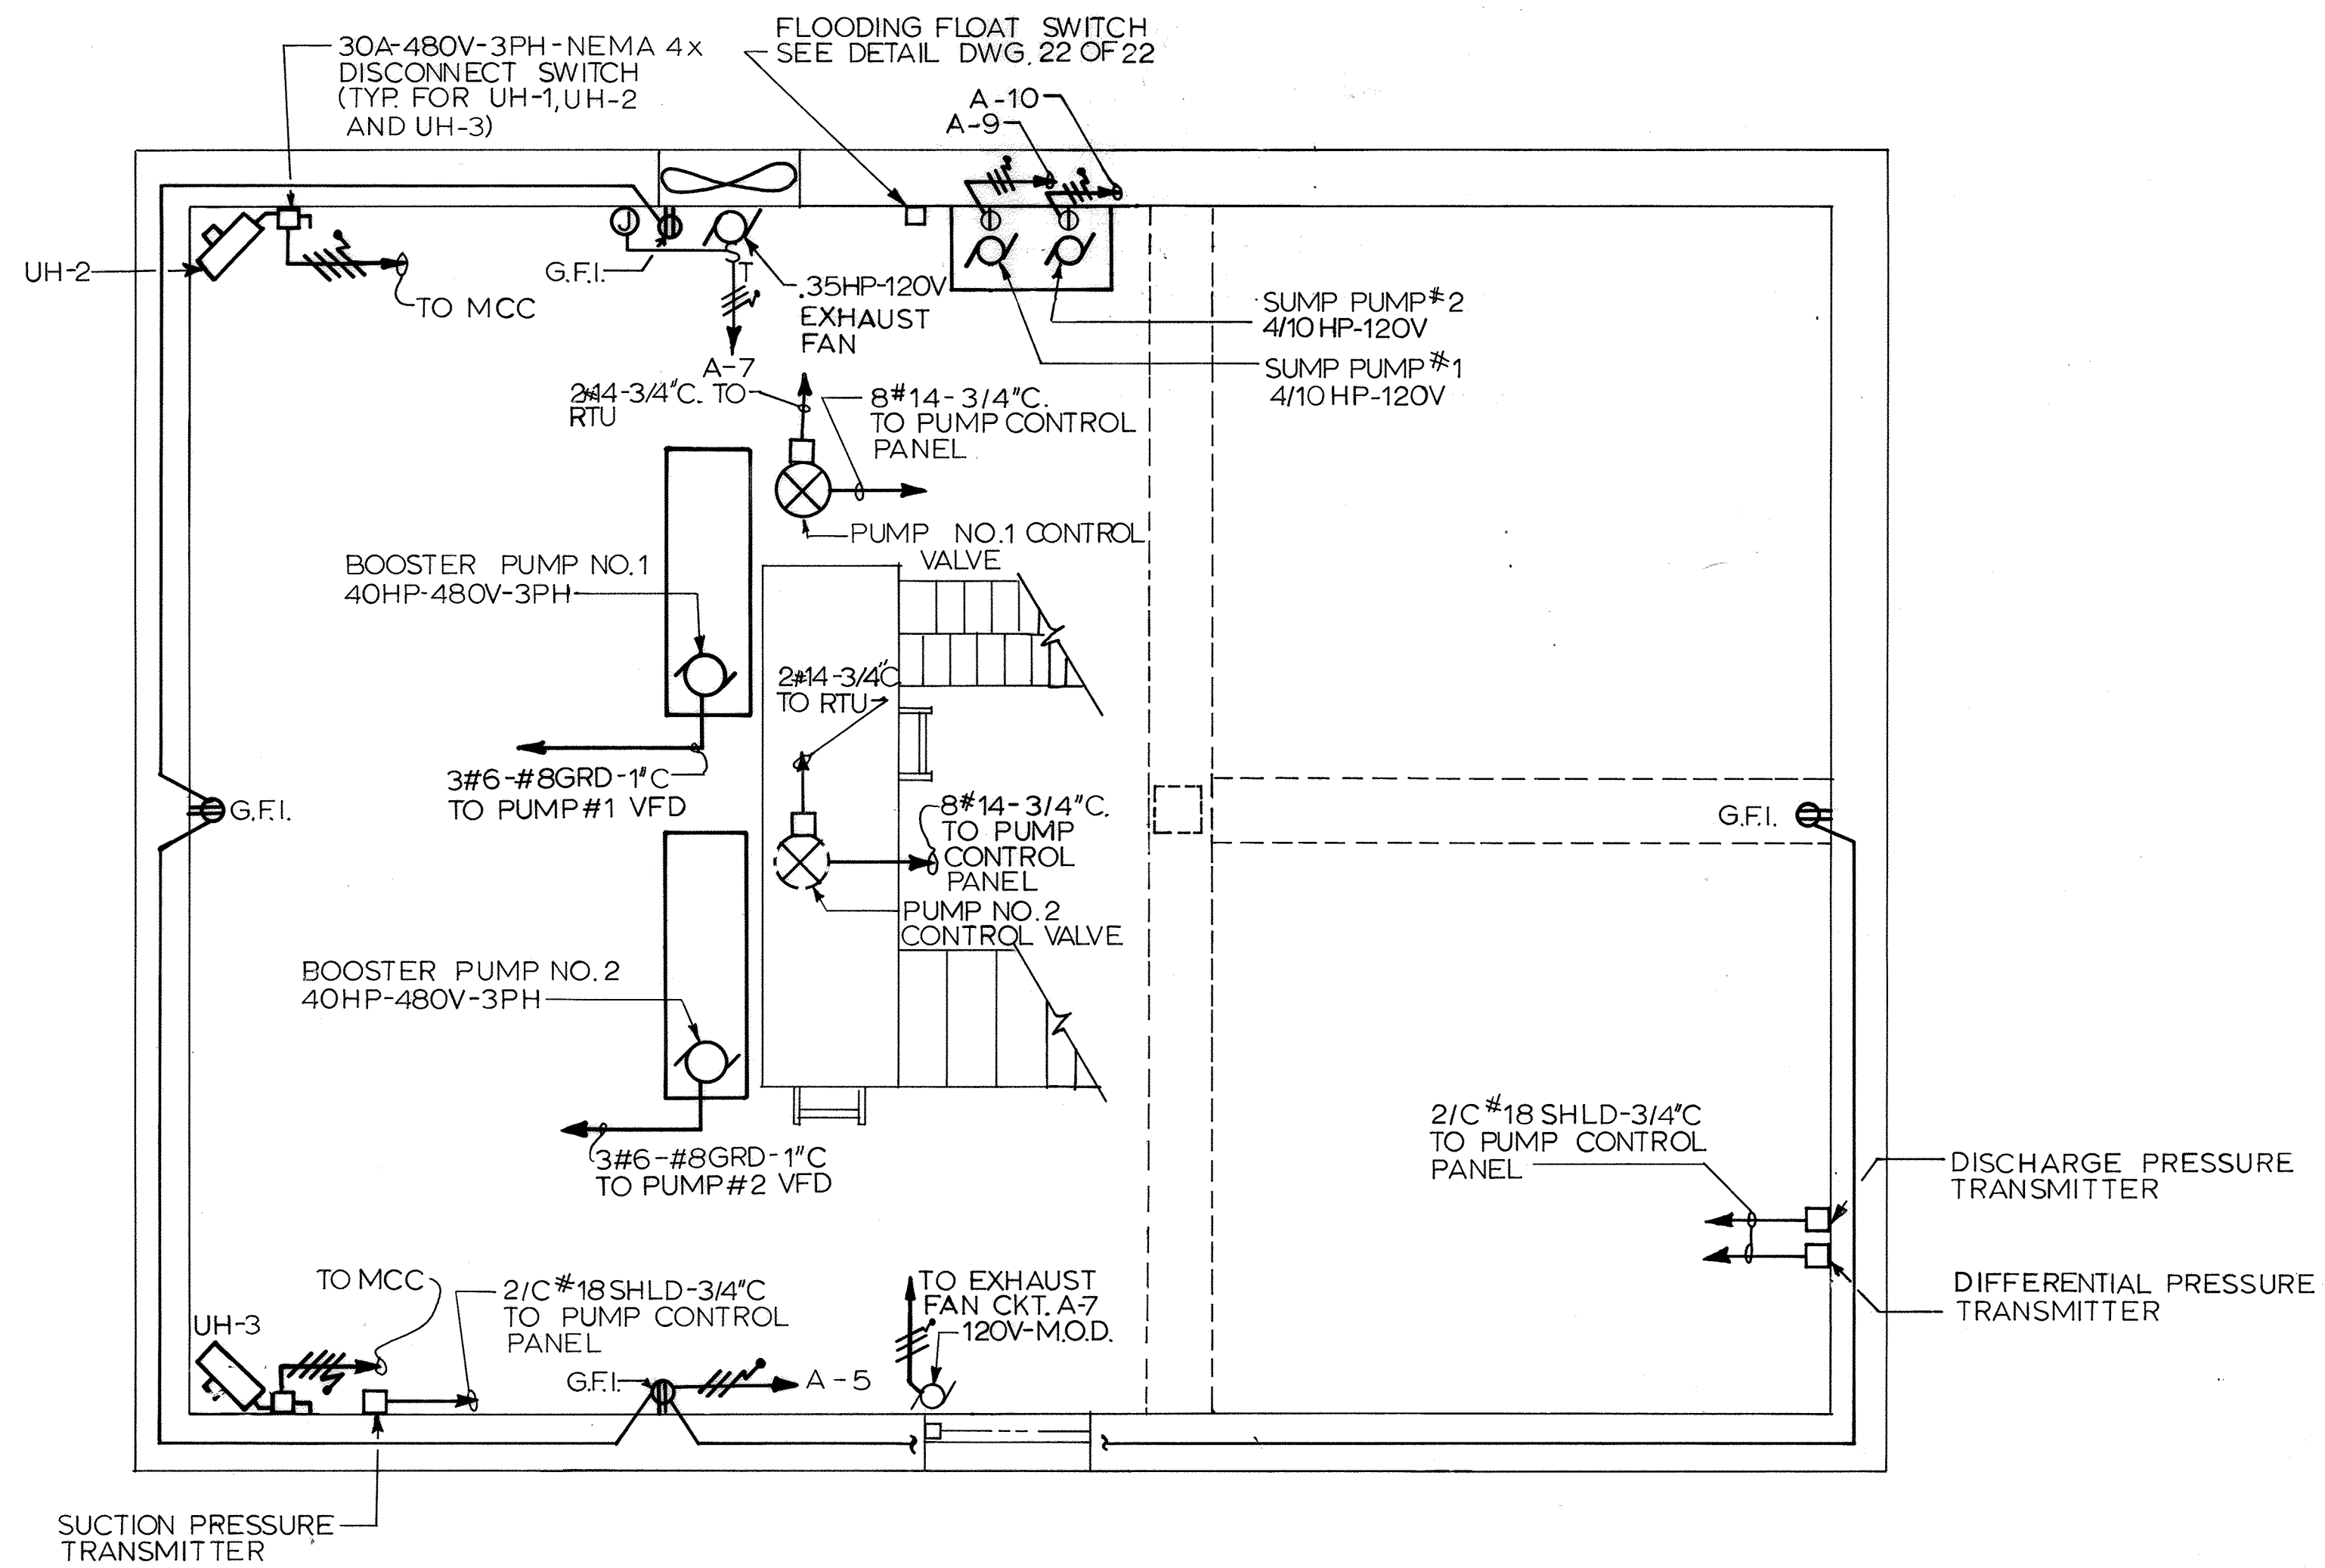 30A-480V-3PH-NEMA 4x
DISCONNECT SWITCH
(TYP. FOR UH-1,UH-2
AND UH-3)
FLOODING FLOAT SWITCH
SEE DETAIL DWG. 22 OF 22
A-10
A-9
UH-2
TO MCC
J
G.F.I.
S
T
.35HP-120V
EXHAUST
FAN
A-7
SUMP PUMP #2
4/10 HP-120V
SUMP PUMP #1
4/10 HP-120V
2#14-3/4"C. TO
RTU
8#14-3/4"C.
TO PUMP CONTROL
PANEL
PUMP NO.1 CONTROL
VALVE
BOOSTER PUMP NO.1
40HP-480V-3PH
2#14-3/4"C
TO RTU
3#6-#8GRD-1"C
TO PUMP #1 VFD
G.F.I.
8#14-3/4"C.
TO PUMP
CONTROL
PANEL
G.F.I.
PUMP NO.2
CONTROL VALVE
BOOSTER PUMP NO.2
40HP-480V-3PH
3#6-#8GRD-1"C
TO PUMP #2 VFD
2/C #18 SHLD-3/4"C
TO PUMP CONTROL
PANEL
DISCHARGE PRESSURE
TRANSMITTER
DIFFERENTIAL PRESSURE
TRANSMITTER
TO MCC
2/C #18 SHLD-3/4"C
TO PUMP CONTROL
PANEL
UH-3
TO EXHAUST
FAN CKT. A-7
120V-M.O.D.
G.F.I.
A-5
SUCTION PRESSURE
TRANSMITTER